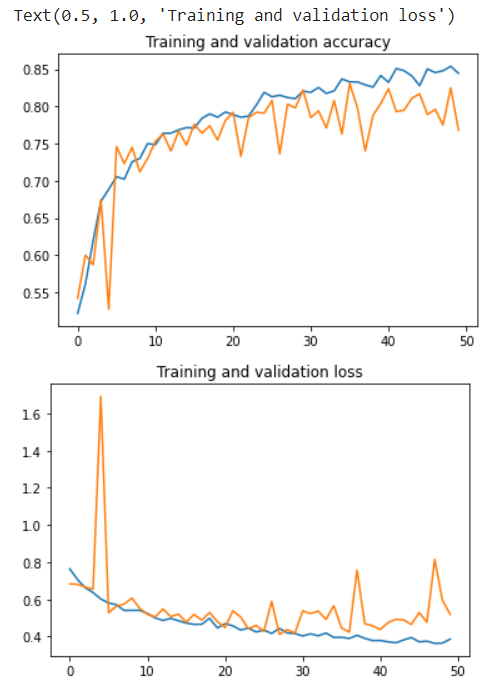 Text(0.5, 1.0, 'Training and validation loss')
Training and validation accuracy
0.85
0.80
0.75
0.70
0.65
0.60
0.55
0 10 20 30 40 50
Training and validation loss
1.6
1.4
1.2
1.0
0.8
0.6
0.4
0 10 20 30 40 50